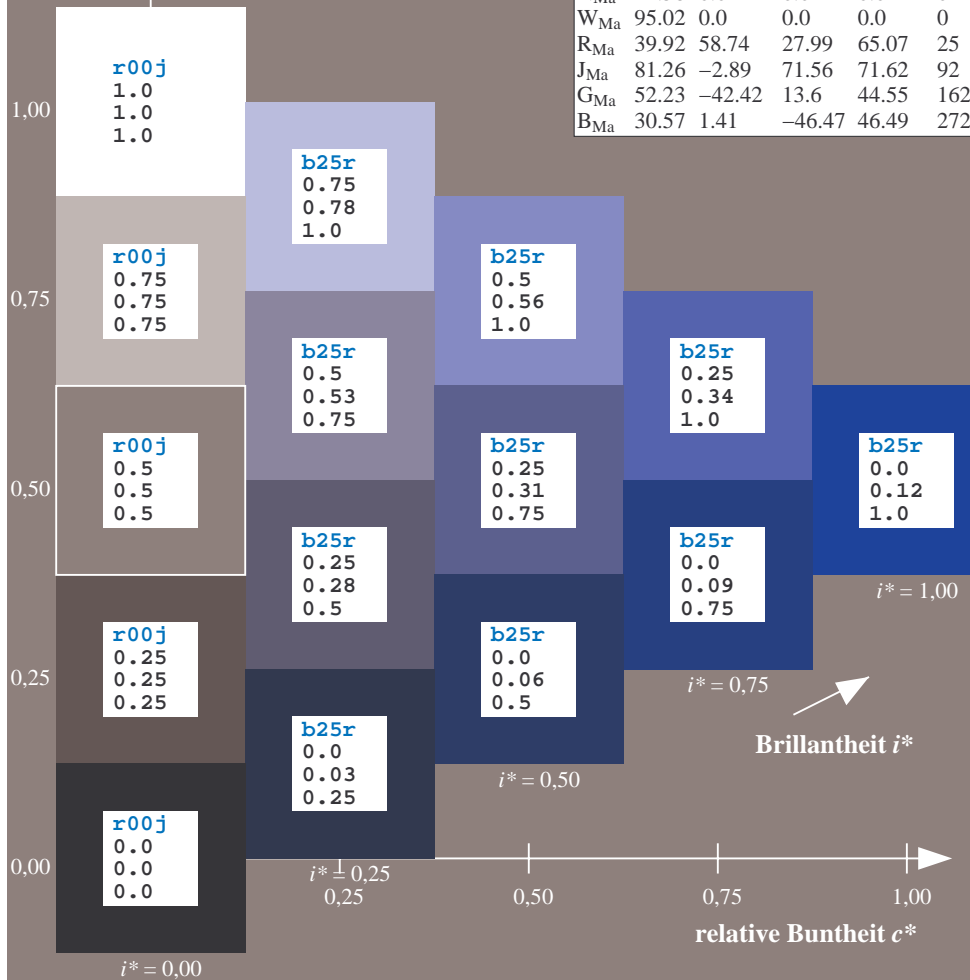 W_Ma 95.02 0.0 0.0 0.0 0
R_Ma 39.92 58.74 27.99 65.07 25
J_Ma 81.26 −2.89 71.56 71.62 92
G_Ma 52.23 −42.42 13.6 44.55 162
B_Ma 30.57 1.41 −46.47 46.49 272
r00j
1.0
1.0
1.0
1,00
b25r
0.75
0.78
1.0
r00j
0.75
0.75
0.75
b25r
0.5
0.56
1.0
0,75
b25r
0.5
0.53
0.75
b25r
0.25
0.34
1.0
r00j
0.5
0.5
0.5
b25r
0.25
0.31
0.75
b25r
0.0
0.12
1.0
0,50
b25r
0.25
0.28
0.5
b25r
0.0
0.09
0.75
i* = 1,00
r00j
0.25
0.25
0.25
b25r
0.0
0.06
0.5
0,25
i* = 0,75
b25r
0.0
0.03
0.25
Brillantheit i*
i* = 0,50
r00j
0.0
0.0
0.0
0,00
i* = 0,25
0,25 0,50 0,75 1,00
relative Buntheit c*
i* = 0,00